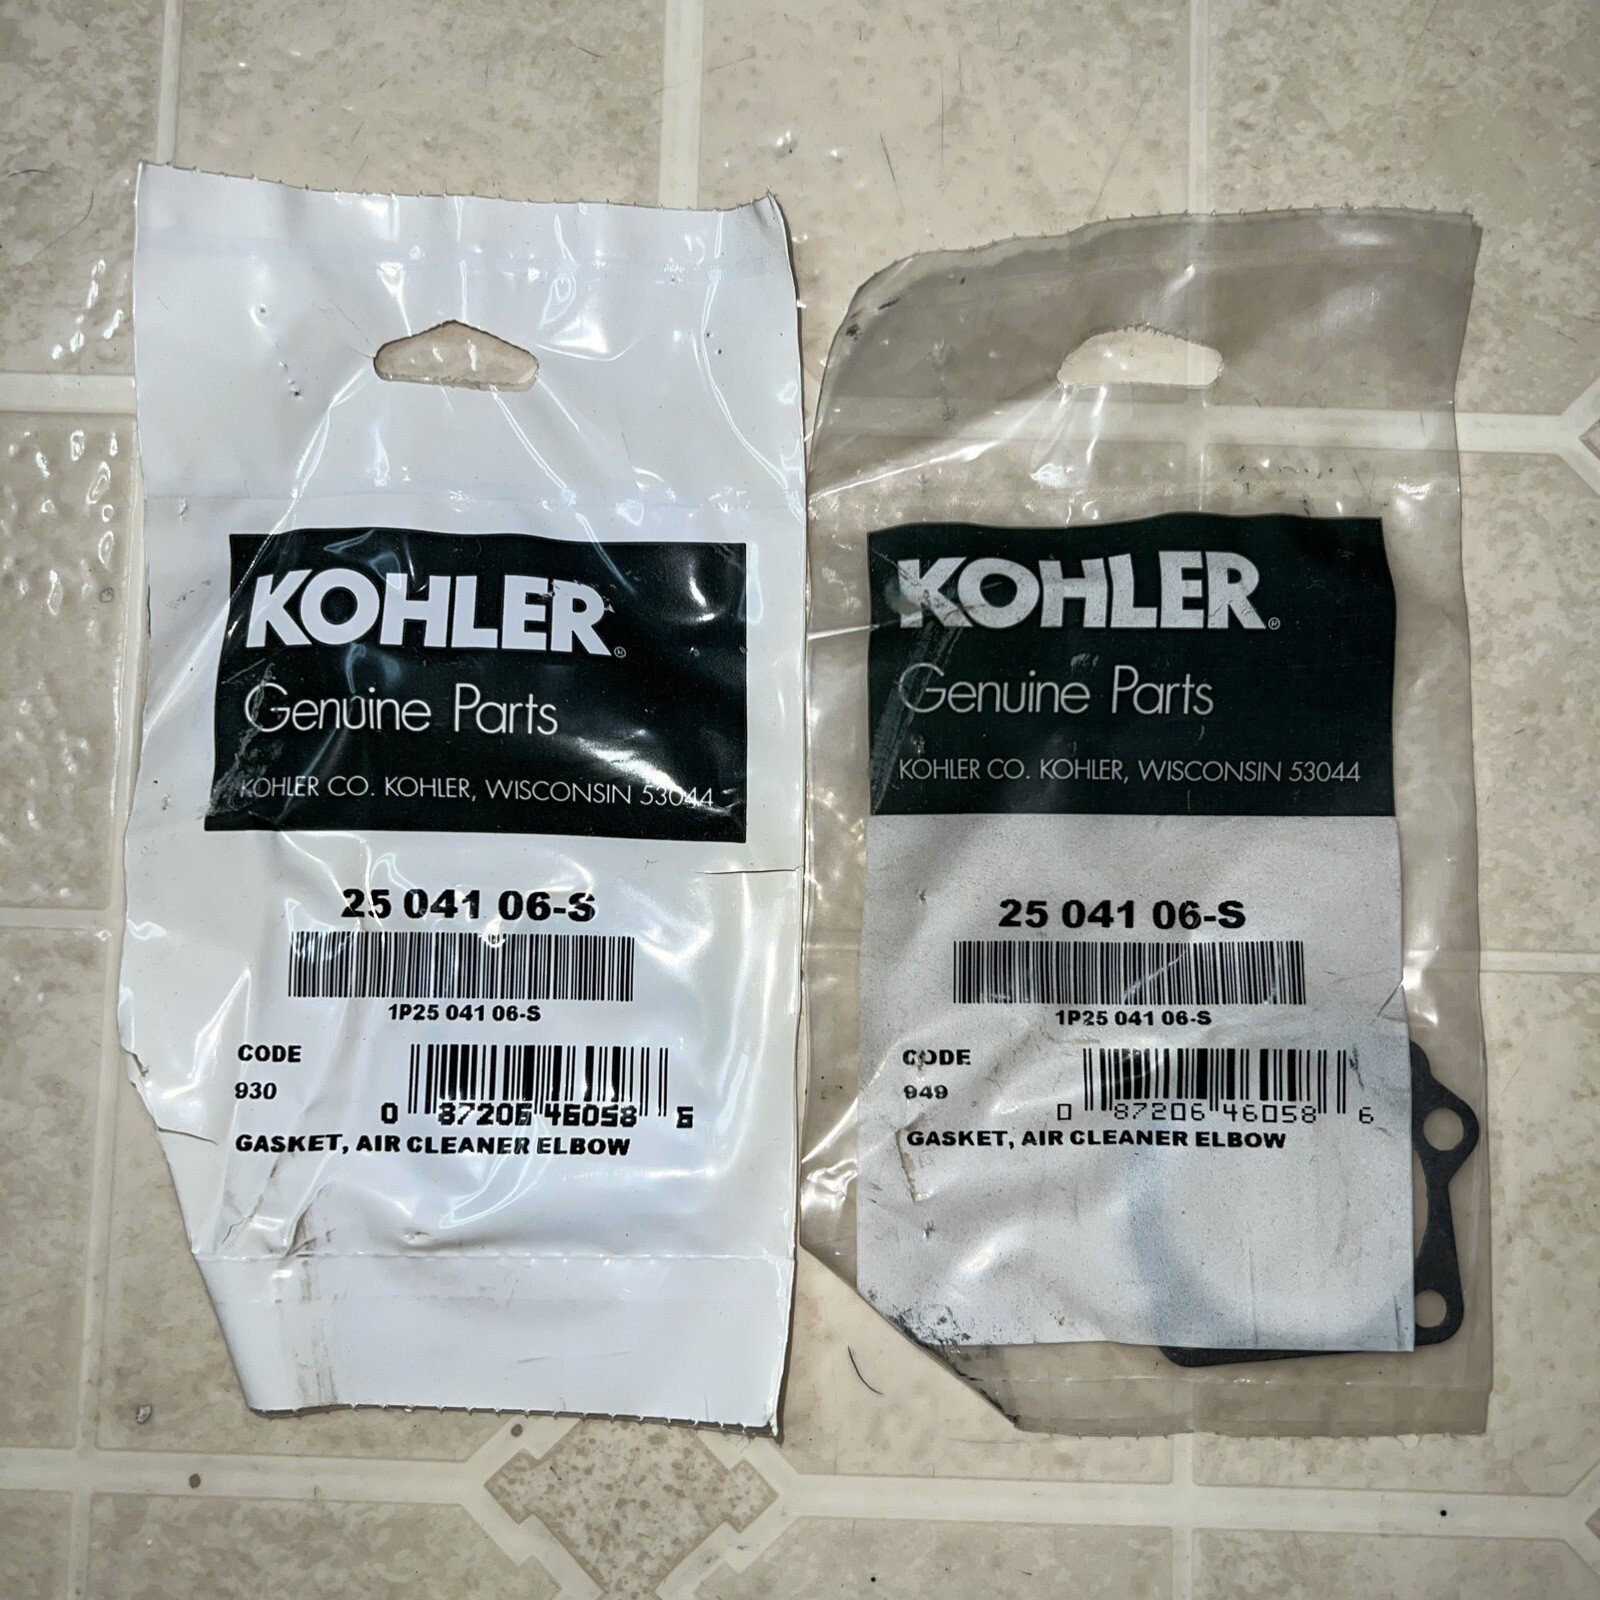 KOHLER®
Genuine Parts
KOHLER CO. KOHLER, WISCONSIN 53044
25 041 06-S
1P25 041 06-S
CODE
930
0 87206 46058 6
GASKET, AIR CLEANER ELBOW
KOHLER®
Genuine Parts
KOHLER CO. KOHLER, WISCONSIN 53044
25 041 06-S
1P25 041 06-S
CODE
949
0 87206 46058 6
GASKET, AIR CLEANER ELBOW